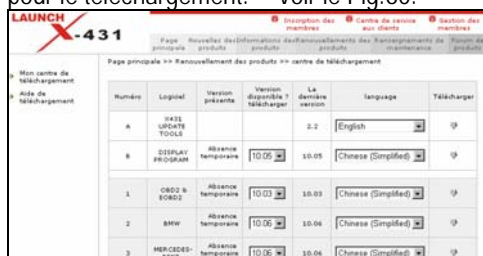 pour le téléchargement. Voir le Fig.30.
LAUNCH
X-431
Inscription des membres
Centre de service aux clients
Gestion des membres
Page principale
Nouvelles des produits
Informations des produits
Renouvellements des produits
Renseignements de maintenance
Forum de produits
Page principale >> Renouvellement des produits >> centre de téléchargement
Mon centre de téléchargement
Aide de téléchargement
Numéro Logiciel Version présente Version disponible ? télécharger La dernière version language Télécharger
A X431 UPDATE TOOLS 2.2 English
B DISPLAY PROGRAM Absence temporaire 10.05 10.05 Chinese (Simplified)
1 OBD2 & EOBD2 Absence temporaire 10.03 10.03 Chinese (Simplified)
2 BMW Absence temporaire 10.06 10.06 Chinese (Simplified)
3 MERCEDES- Absence temporaire 10.06 10.06 Chinese (Simplified)